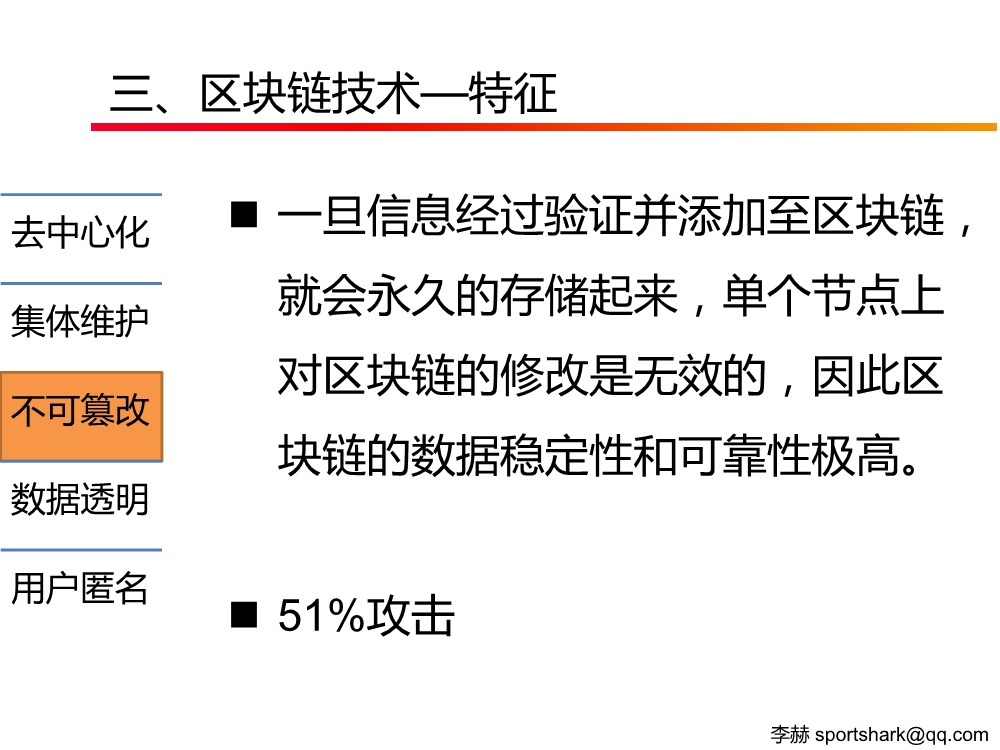 三、区块链技术—特征
去中心化
集体维护
不可篡改
数据透明
用户匿名
■ 一旦信息经过验证并添加至区块链，
就会永久的存储起来，单个节点上
对区块链的修改是无效的，因此区
块链的数据稳定性和可靠性极高。
■ 51%攻击
李赫 sportshark@qq.com